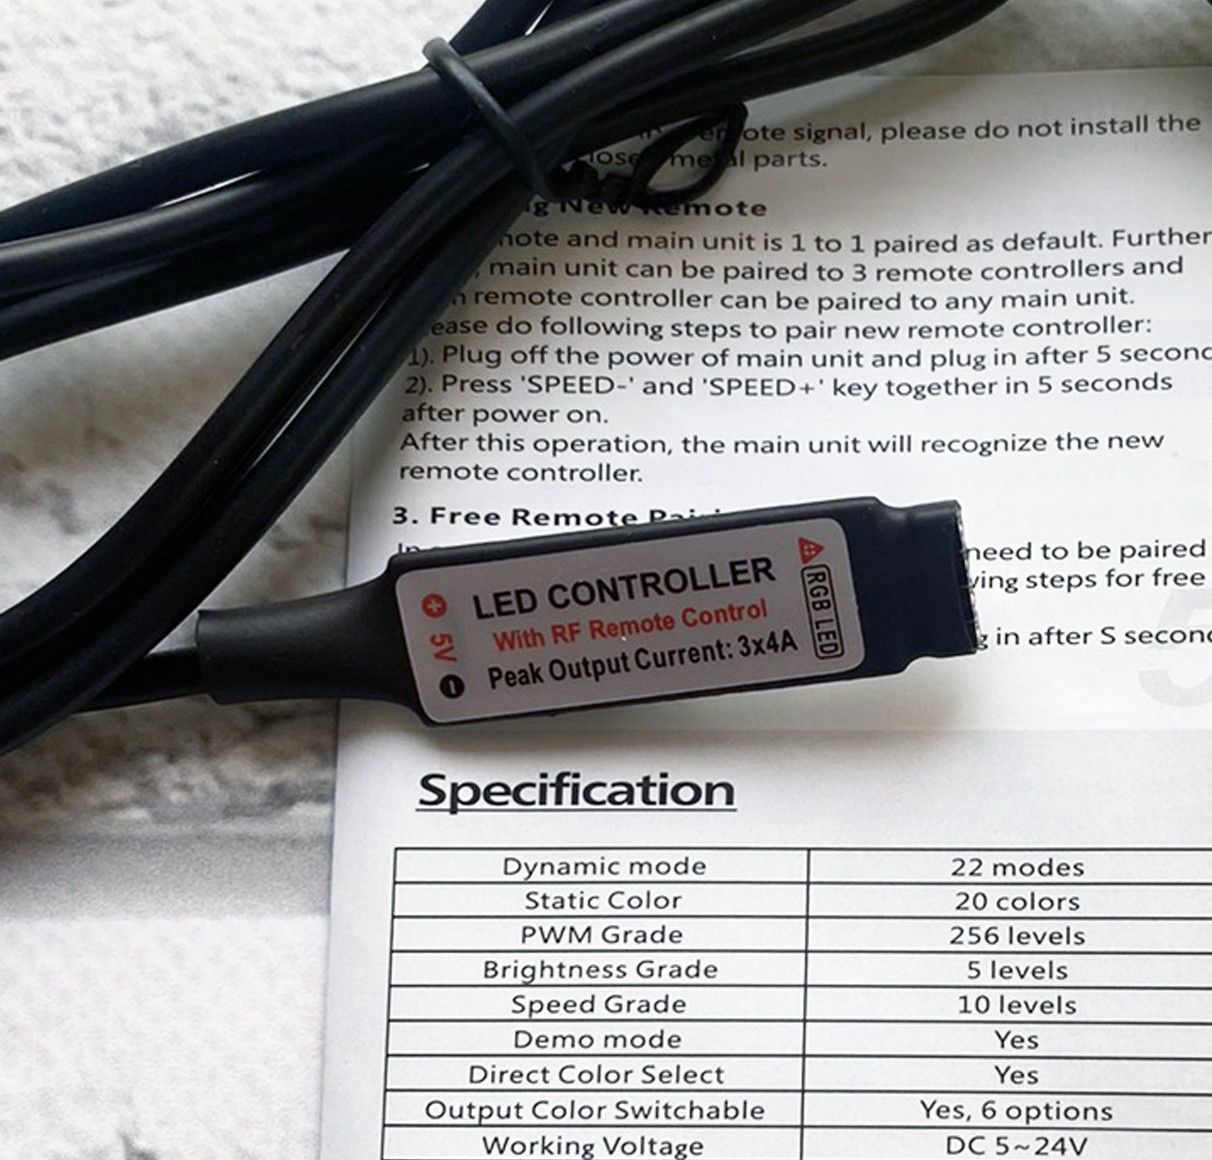 ote signal, please do not install the
metal parts.
g New Remote
mote and main unit is 1 to 1 paired as default. Further
, main unit can be paired to 3 remote controllers and
remote controller can be paired to any main unit.
ease do following steps to pair new remote controller:
1). Plug off the power of main unit and plug in after 5 second
2). Press 'SPEED-' and 'SPEED+' key together in 5 seconds
after power on.
After this operation, the main unit will recognize the new
remote controller.
3. Free Remote
need to be paired
ing steps for free
in after S second
5V
LED CONTROLLER
With RF Remote Control
Peak Output Current: 3x4A
RGB LED
Specification
Dynamic mode 22 modes
Static Color 20 colors
PWM Grade 256 levels
Brightness Grade 5 levels
Speed Grade 10 levels
Demo mode Yes
Direct Color Select Yes
Output Color Switchable Yes, 6 options
Working Voltage DC 5~24V